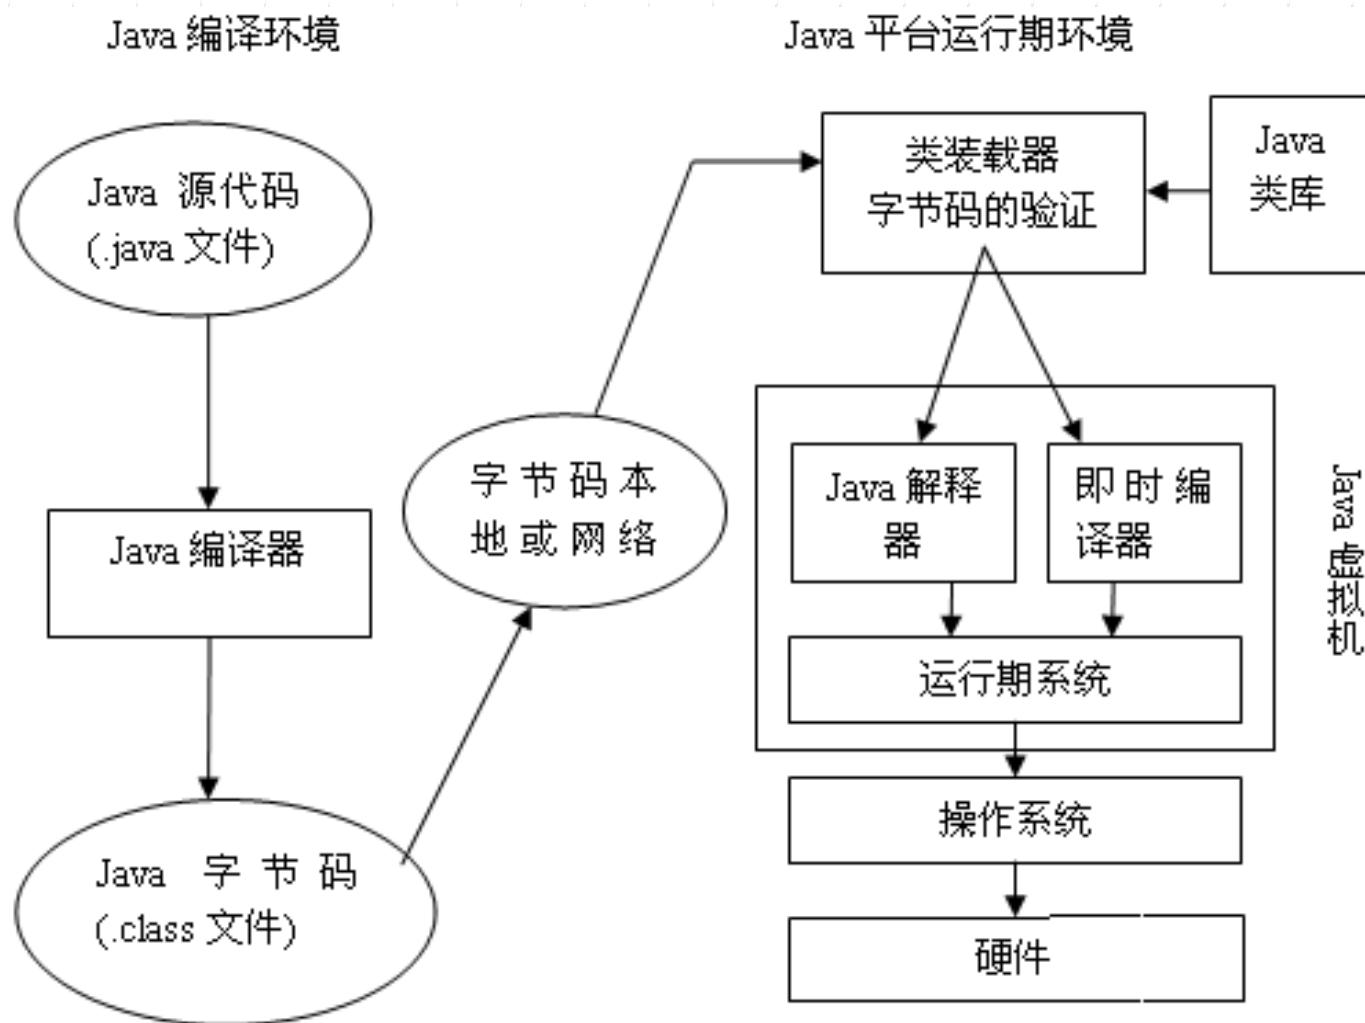 Java 编译环境
Java 平台运行期环境
Java 源代码
(.java 文件)
Java 编译器
Java 字节码
(.class 文件)
字节码本
地或网络
类装载器
字节码的验证
Java
类库
Java 解释
器
即时编
译器
运行期系统
Java 虚拟机
操作系统
硬件